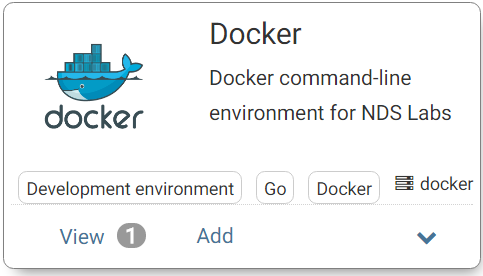 Docker
docker
Docker command-line
environment for NDS Labs
Development environment Go Docker docker
View 1 Add